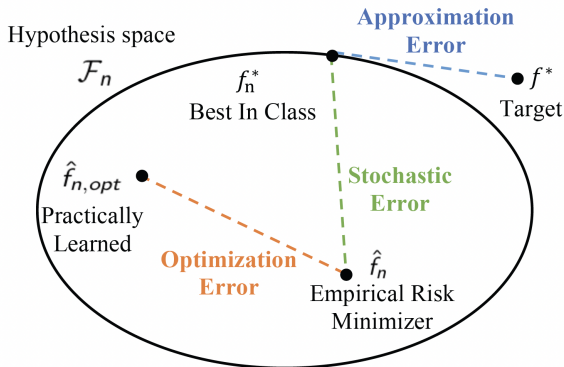 Hypothesis space
𝓕ₙ
Approximation
Error
f*
Target
fₙ*
Best In Class
Stochastic
Error
f̂ₙ,ₒₚₜ
Practically
Learned
Optimization
Error
f̂ₙ
Empirical Risk
Minimizer